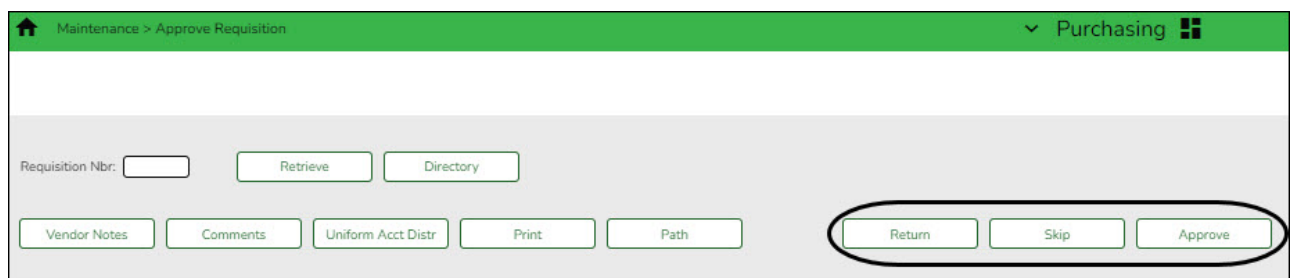 Maintenance > Approve Requisition Purchasing
Requisition Nbr: Retrieve Directory
Vendor Notes Comments Uniform Acct Distr Print Path Return Skip Approve